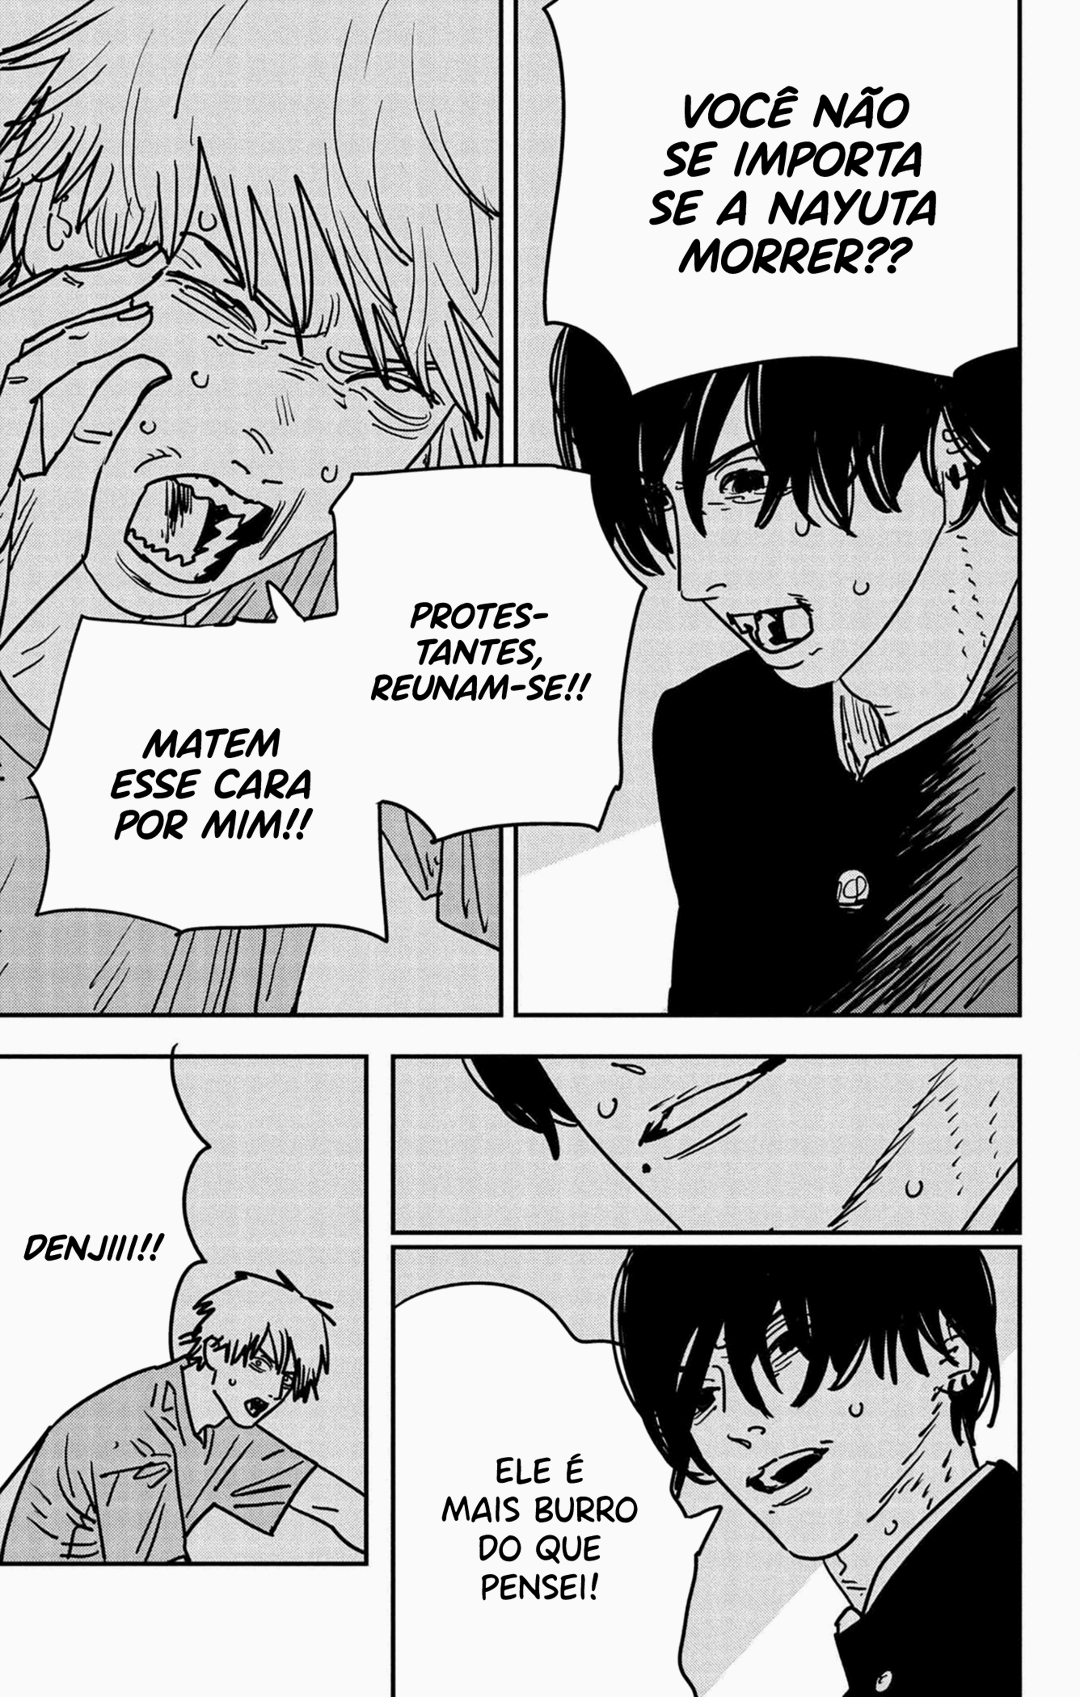 VOCÊ NÃO
SE IMPORTA
SE A NAYUTA
MORRER??
PROTES-
TANTES,
REUNAM-SE!!
MATEM
ESSE CARA
POR MIM!!
ELE É
MAIS BURRO
DO QUE
PENSEI!
DENJIII!!